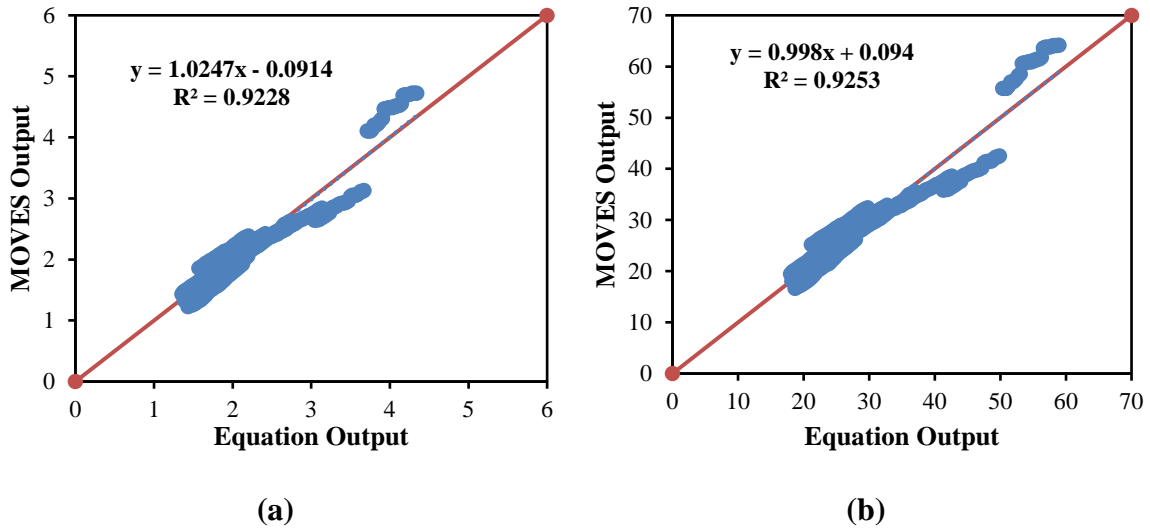 6
5
4
3
2
1
0
MOVES Output
y = 1.0247x - 0.0914
R² = 0.9228
0 1 2 3 4 5 6
Equation Output
(a)
70
60
50
40
30
20
10
0
MOVES Output
y = 0.998x + 0.094
R² = 0.9253
0 10 20 30 40 50 60 70
Equation Output
(b)